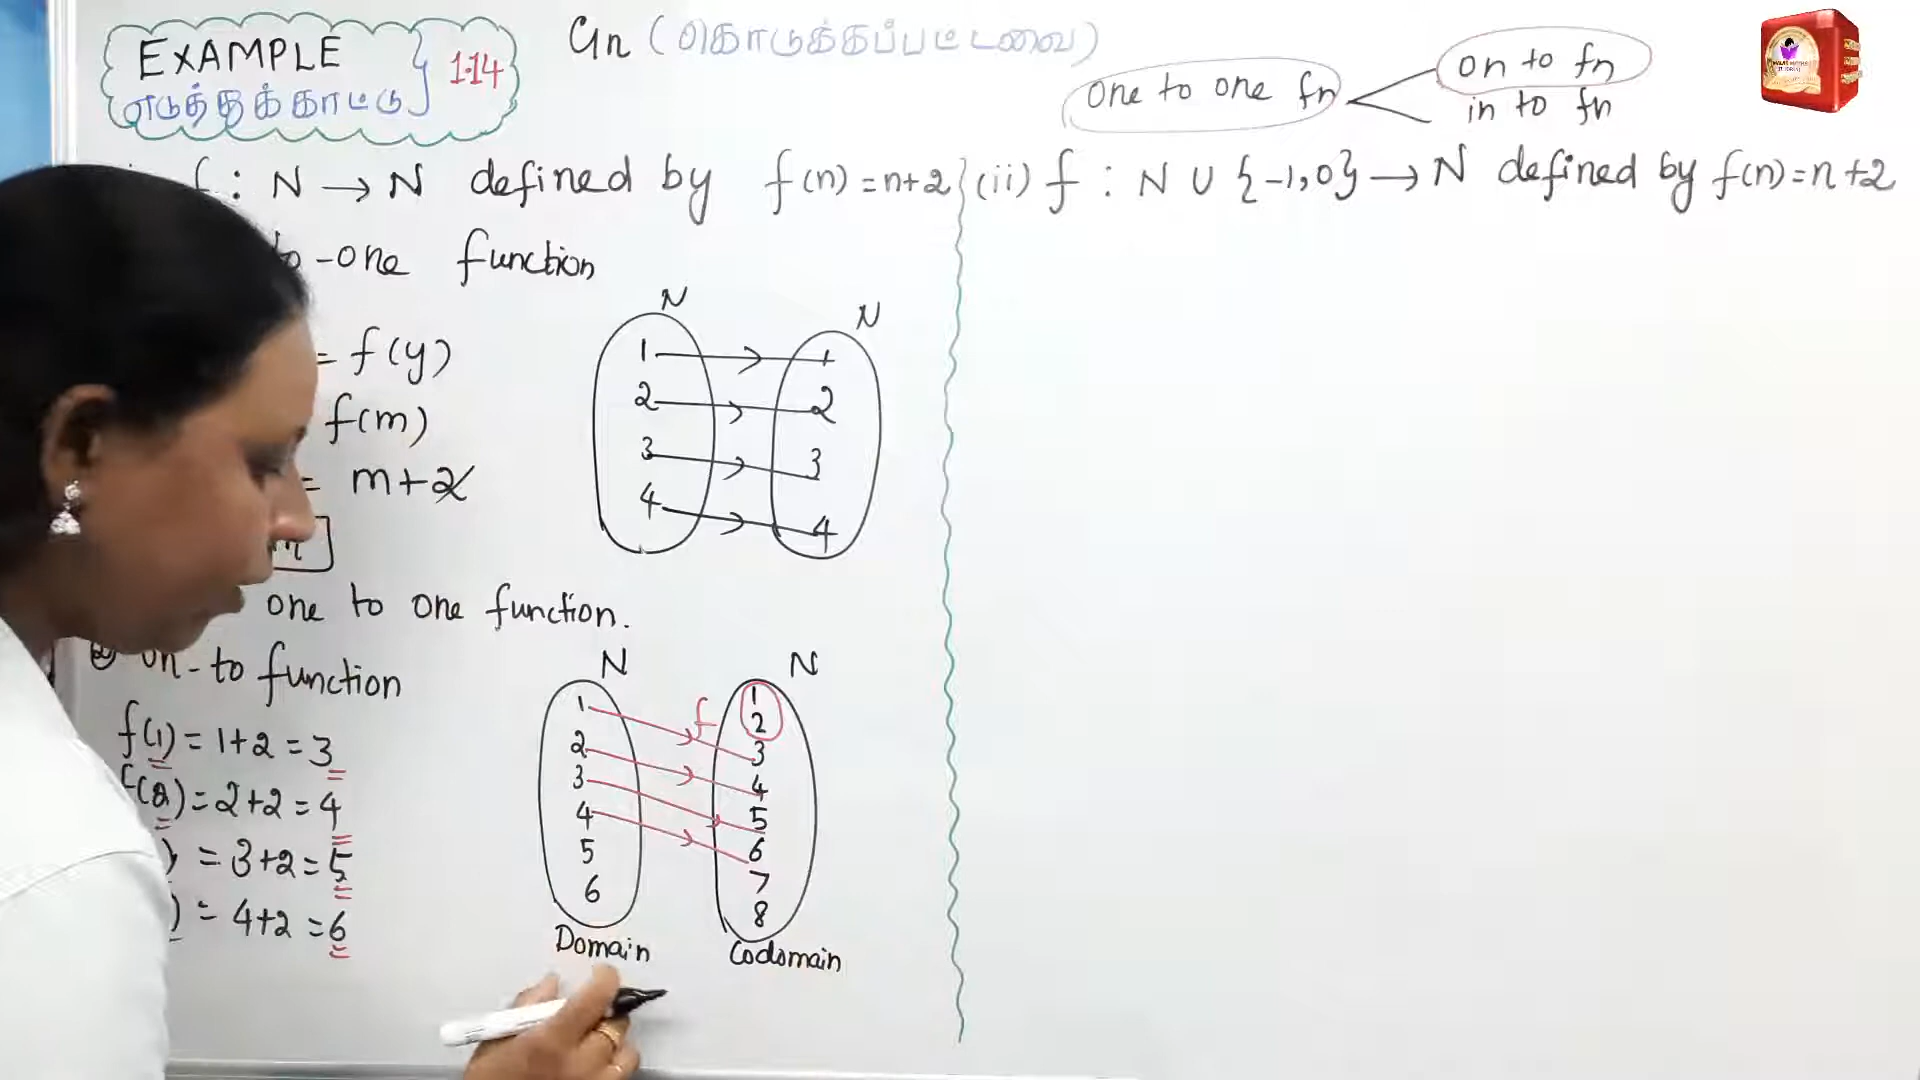 EXAMPLE
எடுத்துக்காட்டு
1.14
Gn (கொடுக்கப்பட்டவை)
One to one fn
on to fn
in to fn
f : N → N defined by f(n) = n+2
(ii) f : N ∪ {-1,0} → N defined by f(n) = n+2
-one function
= f(y)
f(m)
= m+2
one to one function.
N N
1 1
2 2
3 3
4 4
② on-to function
f(1) = 1+2 = 3
f(2) = 2+2 = 4
) = 3+2 = 5
) = 4+2 = 6
N N
f
1 1
2 2
3 3
4 4
5 5
6 6
7
8
Domain Codomain